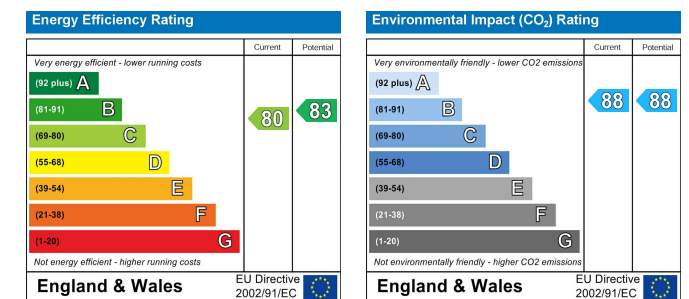 Energy Efficiency Rating
Current Potential
Very energy efficient - lower running costs
(92 plus) A
(81-91) B
(69-80) C
(55-68) D
(39-54) E
(21-38) F
(1-20) G
80
83
Not energy efficient - higher running costs
England & Wales
EU Directive
2002/91/EC
Environmental Impact (CO₂) Rating
Current Potential
Very environmentally friendly - lower CO2 emissions
(92 plus) A
(81-91) B
(69-80) C
(55-68) D
(39-54) E
(21-38) F
(1-20) G
88
88
Not environmentally friendly - higher CO2 emissions
England & Wales
EU Directive
2002/91/EC